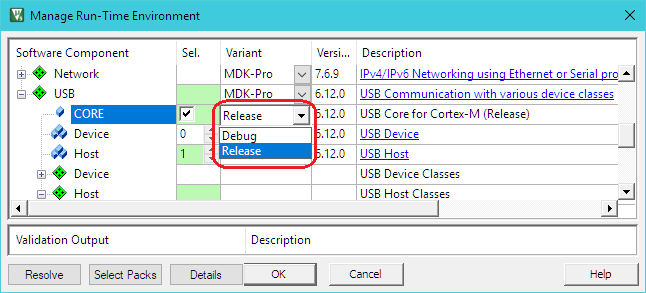 Manage Run-Time Environment
Software Component Sel. Variant Versi... Description
Network MDK-Pro 7.6.9 IPv4/IPv6 Networking using Ethernet or Serial pro
USB MDK-Pro 6.12.0 USB Communication with various device classes
CORE Release 6.12.0 USB Core for Cortex-M (Release)
Device 0 Debug 6.12.0 USB Device
Host 1 Release 6.12.0 USB Host
Device USB Device Classes
Host USB Host Classes
Validation Output Description
Resolve Select Packs Details OK Cancel Help